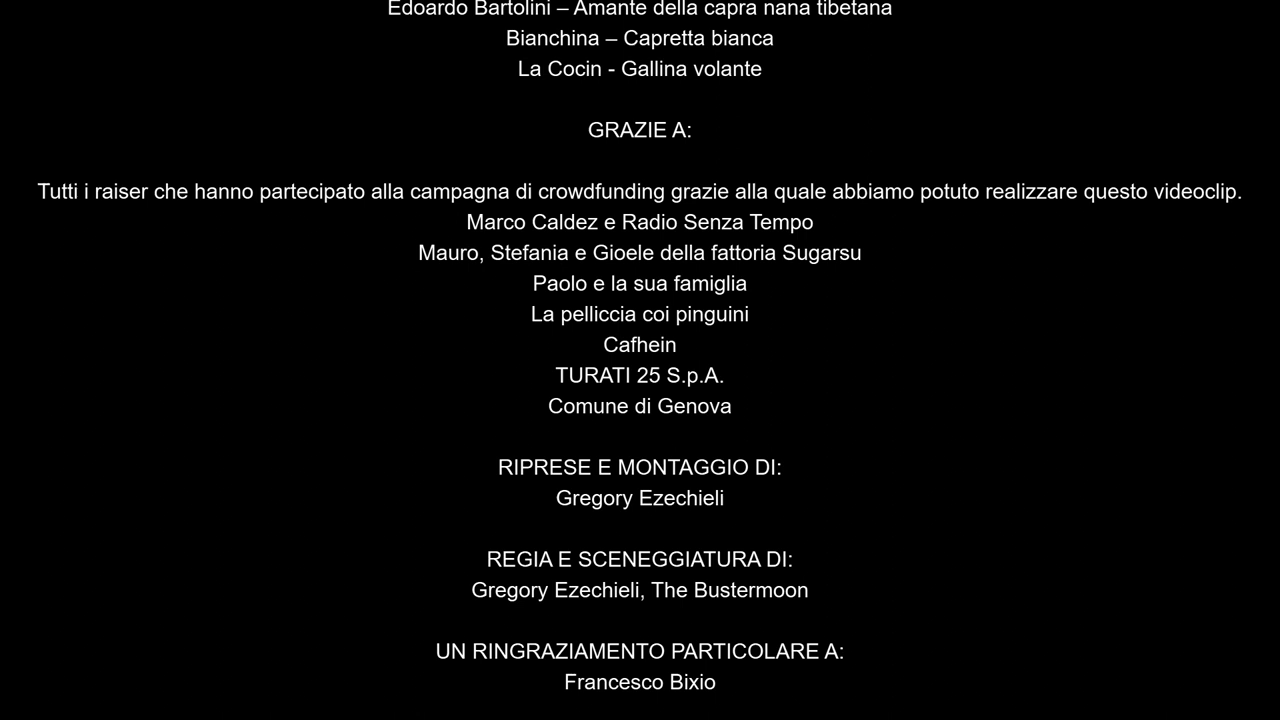 Edoardo Bartolini – Amante della capra nana tibetana
Bianchina – Capretta bianca
La Cocin - Gallina volante
GRAZIE A:
Tutti i raiser che hanno partecipato alla campagna di crowdfunding grazie alla quale abbiamo potuto realizzare questo videoclip.
Marco Caldez e Radio Senza Tempo
Mauro, Stefania e Gioele della fattoria Sugarsu
Paolo e la sua famiglia
La pelliccia coi pinguini
Cafhein
TURATI 25 S.p.A.
Comune di Genova
RIPRESE E MONTAGGIO DI:
Gregory Ezechieli
REGIA E SCENEGGIATURA DI:
Gregory Ezechieli, The Bustermoon
UN RINGRAZIAMENTO PARTICOLARE A:
Francesco Bixio